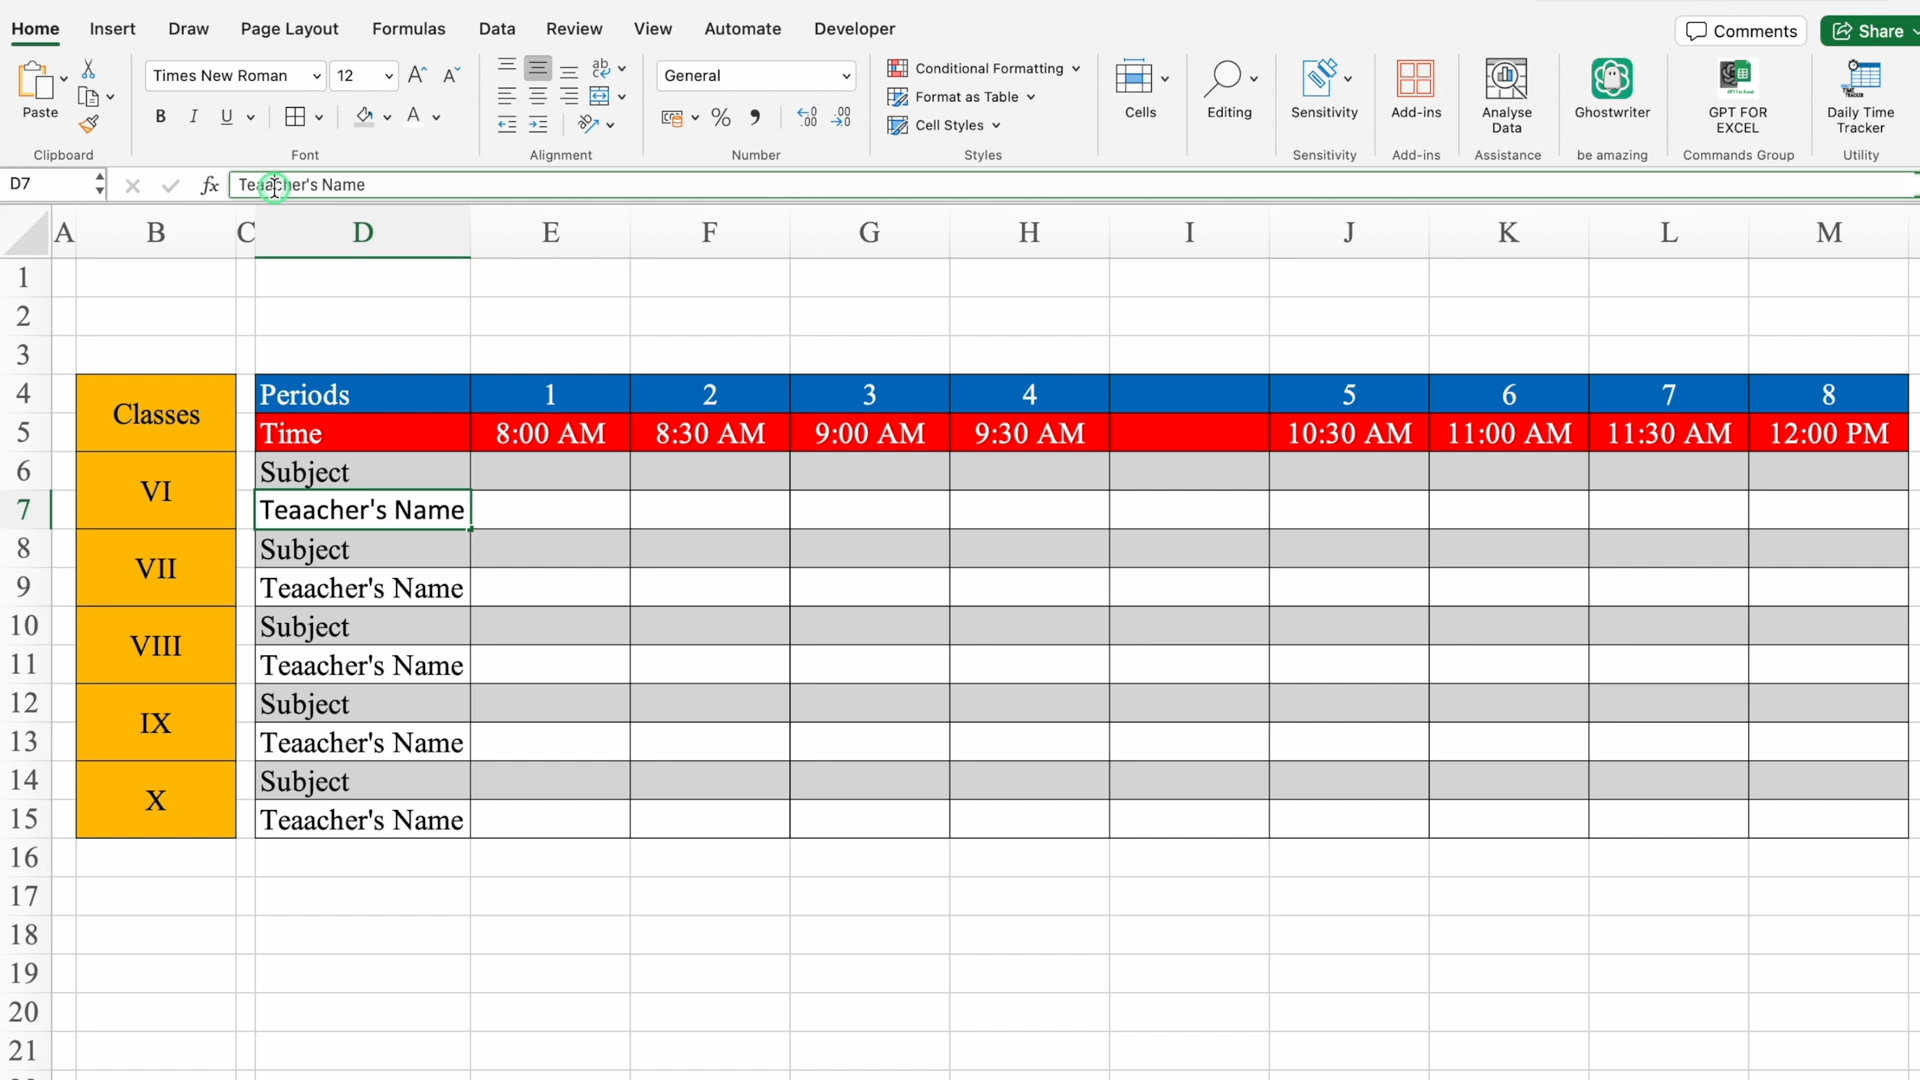 Home Insert Draw Page Layout Formulas Data Review View Automate Developer Comments Share
Paste Times New Roman 12 General Conditional Formatting Format as Table Cell Styles Cells Editing Sensitivity Add-ins Analyse Data Ghostwriter GPT FOR EXCEL Daily Time Tracker
B I U A % ab
Clipboard Font Alignment Number Styles Sensitivity Add-ins Assistance be amazing Commands Group Utility
D7 fx Teaacher's Name
A B C D E F G H I J K L M
1
2
3
4 Classes Periods 1 2 3 4 5 6 7 8
5 Time 8:00 AM 8:30 AM 9:00 AM 9:30 AM 10:30 AM 11:00 AM 11:30 AM 12:00 PM
6 VI Subject
7 Teaacher's Name
8 VII Subject
9 Teaacher's Name
10 VIII Subject
11 Teaacher's Name
12 IX Subject
13 Teaacher's Name
14 X Subject
15 Teaacher's Name
16
17
18
19
20
21